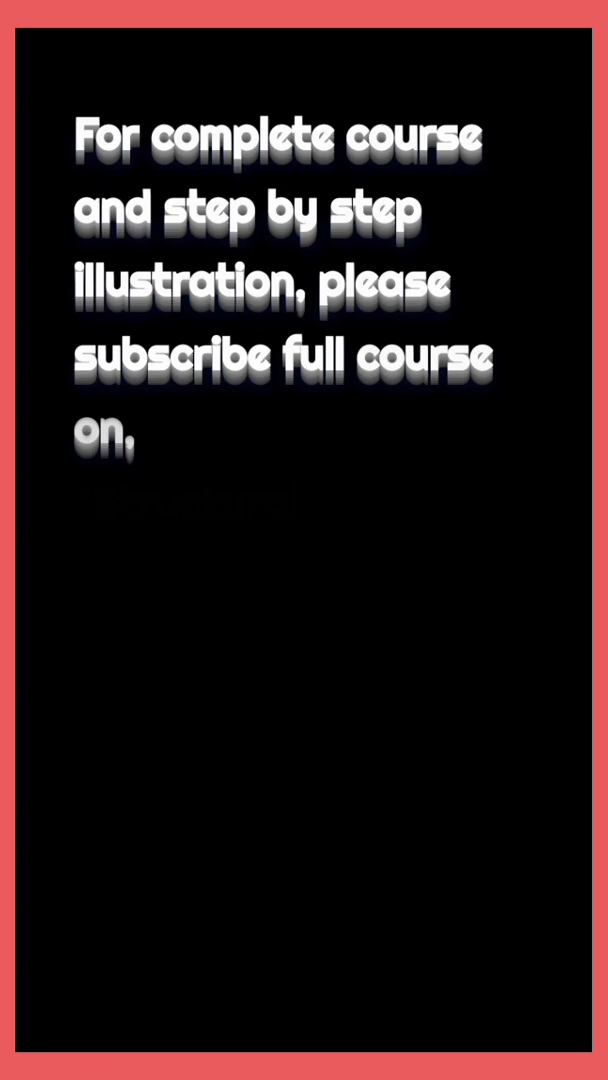 For complete course
and step by step
illustration, please
subscribe full course
on,